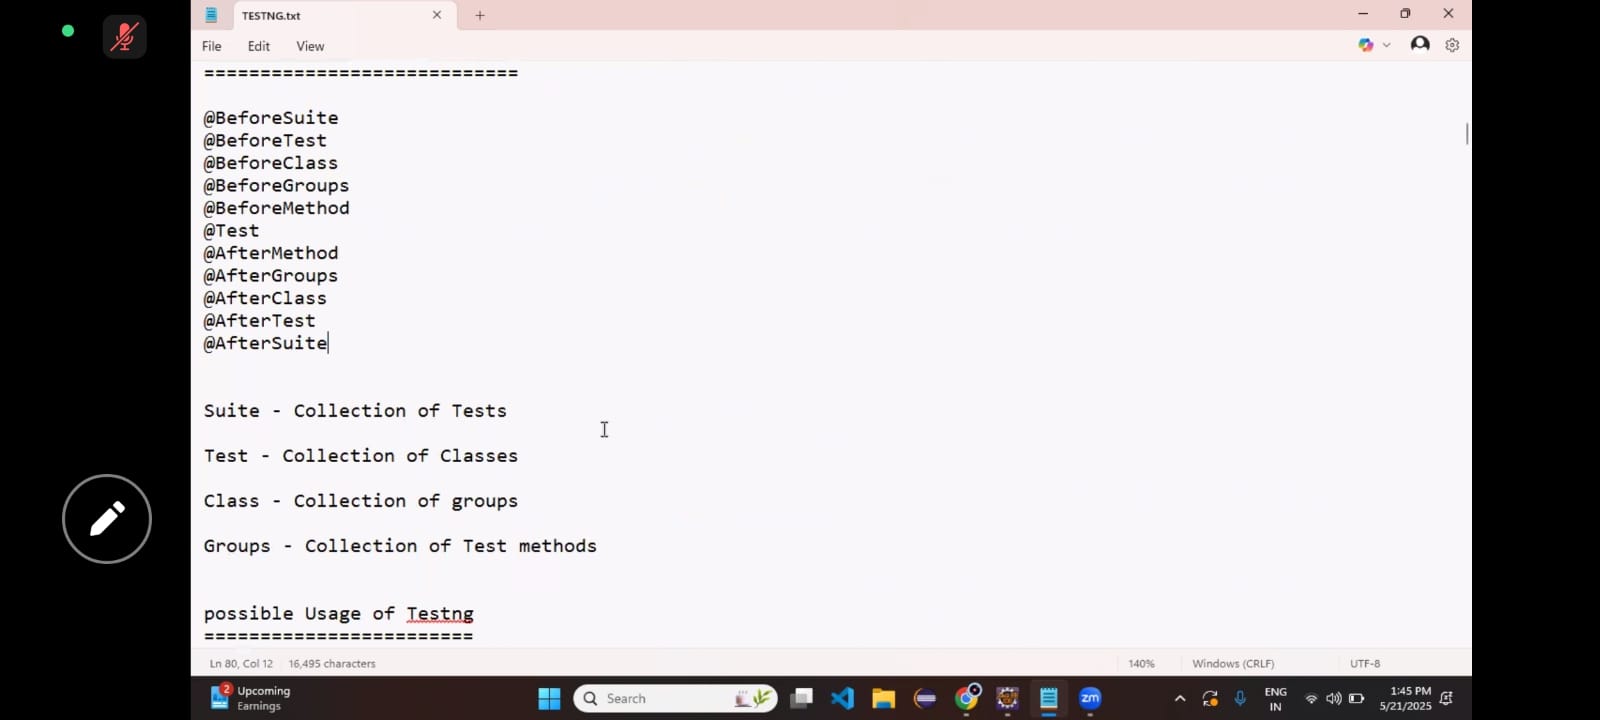 TESTNG.txt
File Edit View
============================
@BeforeSuite
@BeforeTest
@BeforeClass
@BeforeGroups
@BeforeMethod
@Test
@AfterMethod
@AfterGroups
@AfterClass
@AfterTest
@AfterSuite
Suite - Collection of Tests
Test - Collection of Classes
Class - Collection of groups
Groups - Collection of Test methods
possible Usage of Testng
========================
Ln 80, Col 12 16,495 characters 140% Windows (CRLF) UTF-8
2 Upcoming
Earnings
Search
zm
ENG
IN
1:45 PM
5/21/2025